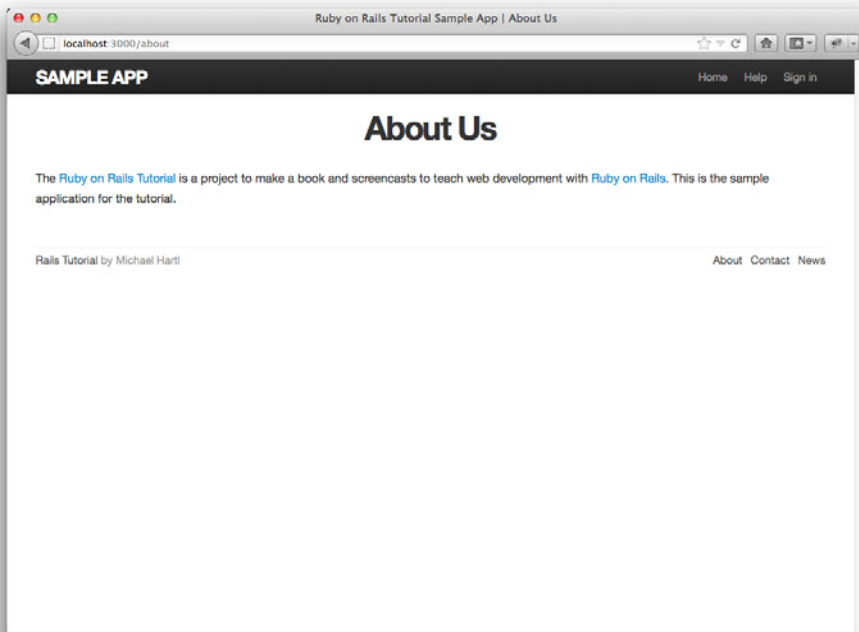 Ruby on Rails Tutorial Sample App | About Us
localhost:3000/about
SAMPLE APP
Home Help Sign in
About Us
The Ruby on Rails Tutorial is a project to make a book and screencasts to teach web development with Ruby on Rails. This is the sample
application for the tutorial.
Rails Tutorial by Michael Hartl
About Contact News